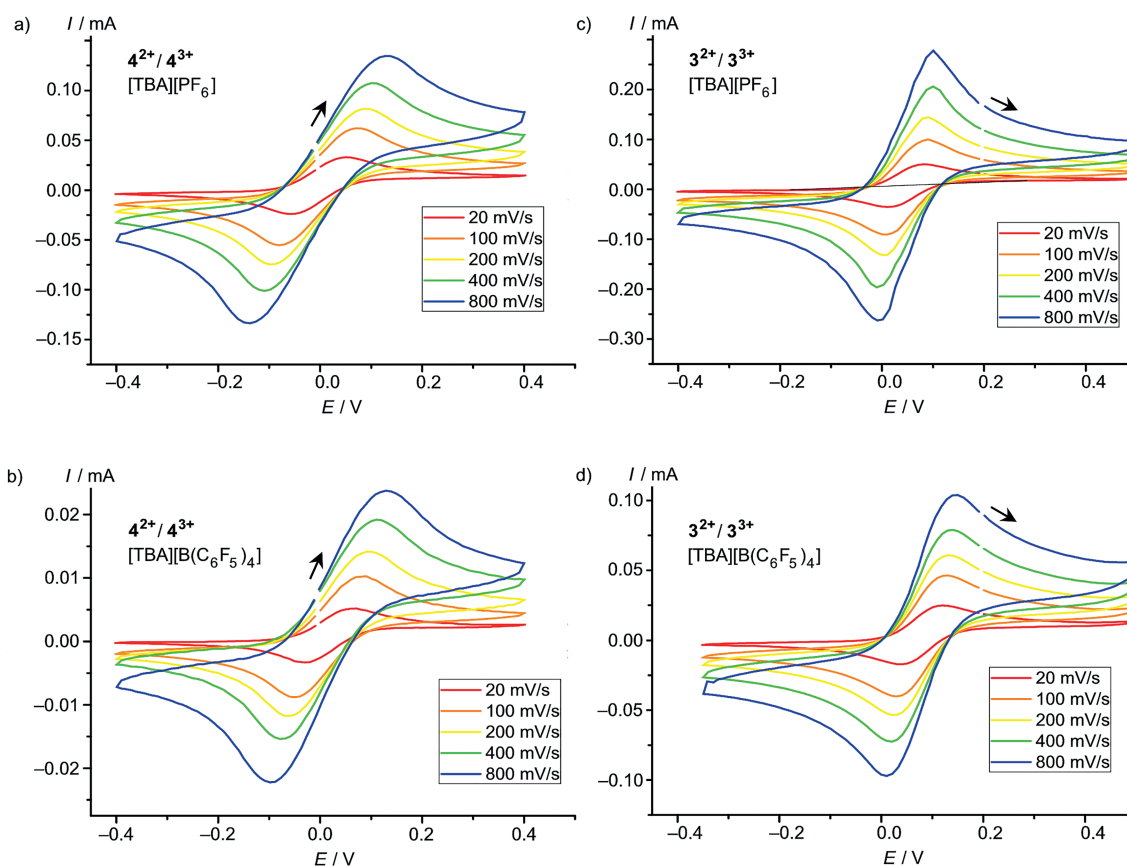 a)
I / mA
4²⁺/ 4³⁺
[TBA][PF₆]
0.10
0.05
0.00
–0.05
–0.10
–0.15
20 mV/s
100 mV/s
200 mV/s
400 mV/s
800 mV/s
–0.4
–0.2
0.0
0.2
0.4
E / V
c)
I / mA
3²⁺/ 3³⁺
[TBA][PF₆]
0.30
0.20
0.10
0.00
–0.10
–0.20
–0.30
20 mV/s
100 mV/s
200 mV/s
400 mV/s
800 mV/s
–0.4
–0.2
0.0
0.2
0.4
E / V
b)
I / mA
4²⁺/ 4³⁺
[TBA][B(C₆F₅)₄]
0.02
0.01
0.00
–0.01
–0.02
20 mV/s
100 mV/s
200 mV/s
400 mV/s
800 mV/s
–0.4
–0.2
0.0
0.2
0.4
E / V
d)
I / mA
3²⁺/ 3³⁺
[TBA][B(C₆F₅)₄]
0.10
0.05
0.00
–0.05
–0.10
20 mV/s
100 mV/s
200 mV/s
400 mV/s
800 mV/s
–0.4
–0.2
0.0
0.2
0.4
E / V